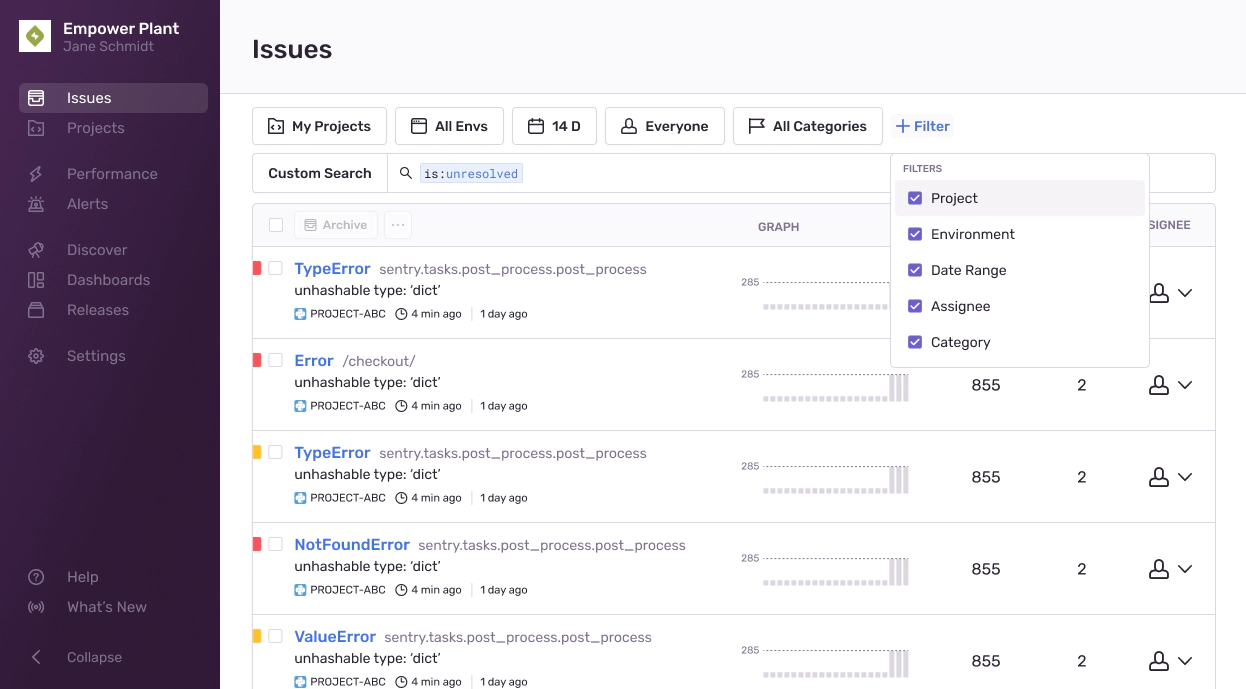 Empower Plant
Jane Schmidt
Issues
Projects
Performance
Alerts
Discover
Dashboards
Releases
Settings
Help
What's New
Collapse
Issues
My Projects
All Envs
14 D
Everyone
All Categories
+ Filter
Custom Search
is:unresolved
FILTERS
Project
Environment
Date Range
Assignee
Category
Archive
GRAPH
SIGNEE
TypeError sentry.tasks.post_process.post_process
unhashable type: ‘dict’
PROJECT-ABC 4 min ago 1 day ago
285
Error /checkout/
unhashable type: ‘dict’
PROJECT-ABC 4 min ago 1 day ago
285
855
2
TypeError sentry.tasks.post_process.post_process
unhashable type: ‘dict’
PROJECT-ABC 4 min ago 1 day ago
285
855
2
NotFoundError sentry.tasks.post_process.post_process
unhashable type: ‘dict’
PROJECT-ABC 4 min ago 1 day ago
285
855
2
ValueError sentry.tasks.post_process.post_process
unhashable type: ‘dict’
PROJECT-ABC 4 min ago 1 day ago
285
855
2